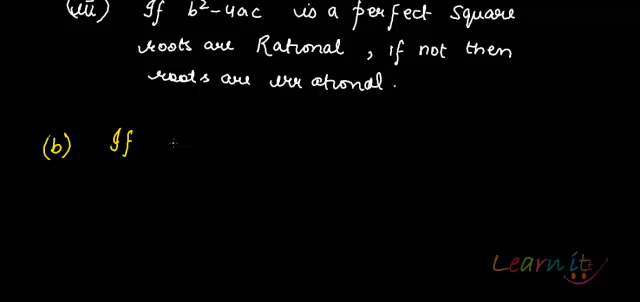 (iii) If b²-4ac is a perfect square
roots are Rational, if not then
roots are irrational.
(b) If
Learnit